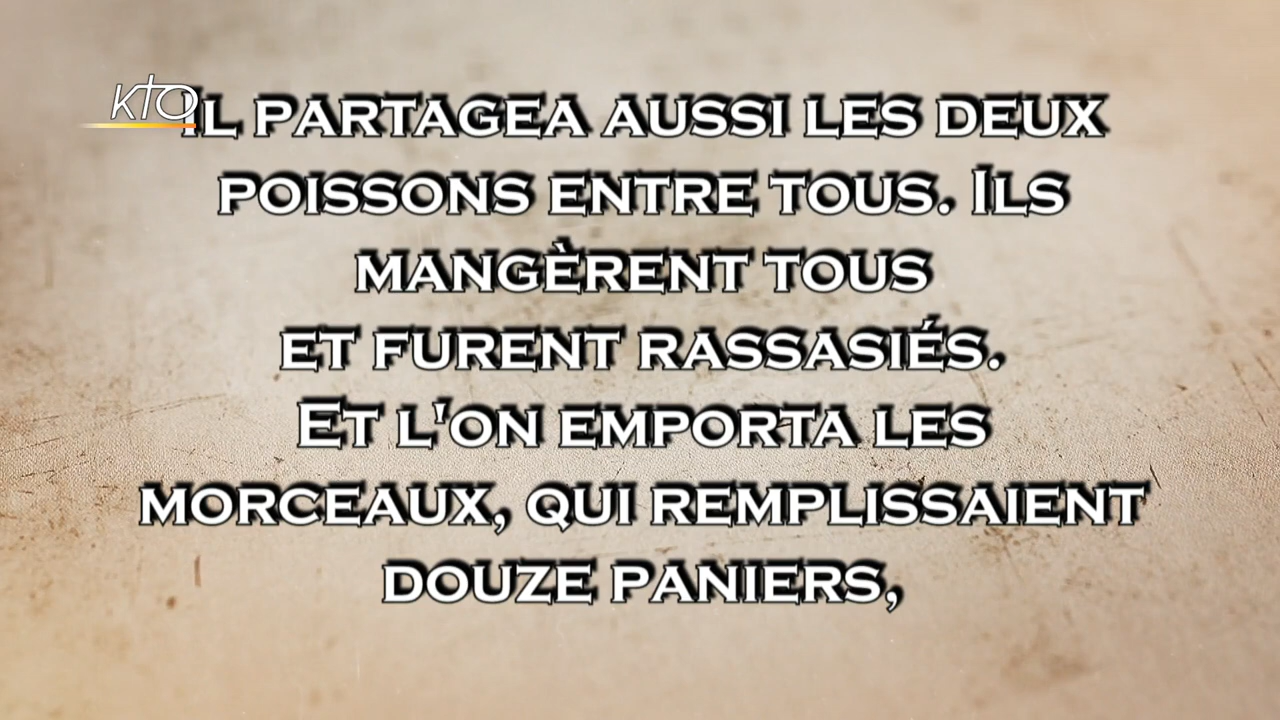 KTO
IL PARTAGEA AUSSI LES DEUX
POISSONS ENTRE TOUS. ILS
MANGÈRENT TOUS
ET FURENT RASSASIÉS.
ET L'ON EMPORTA LES
MORCEAUX, QUI REMPLISSAIENT
DOUZE PANIERS,